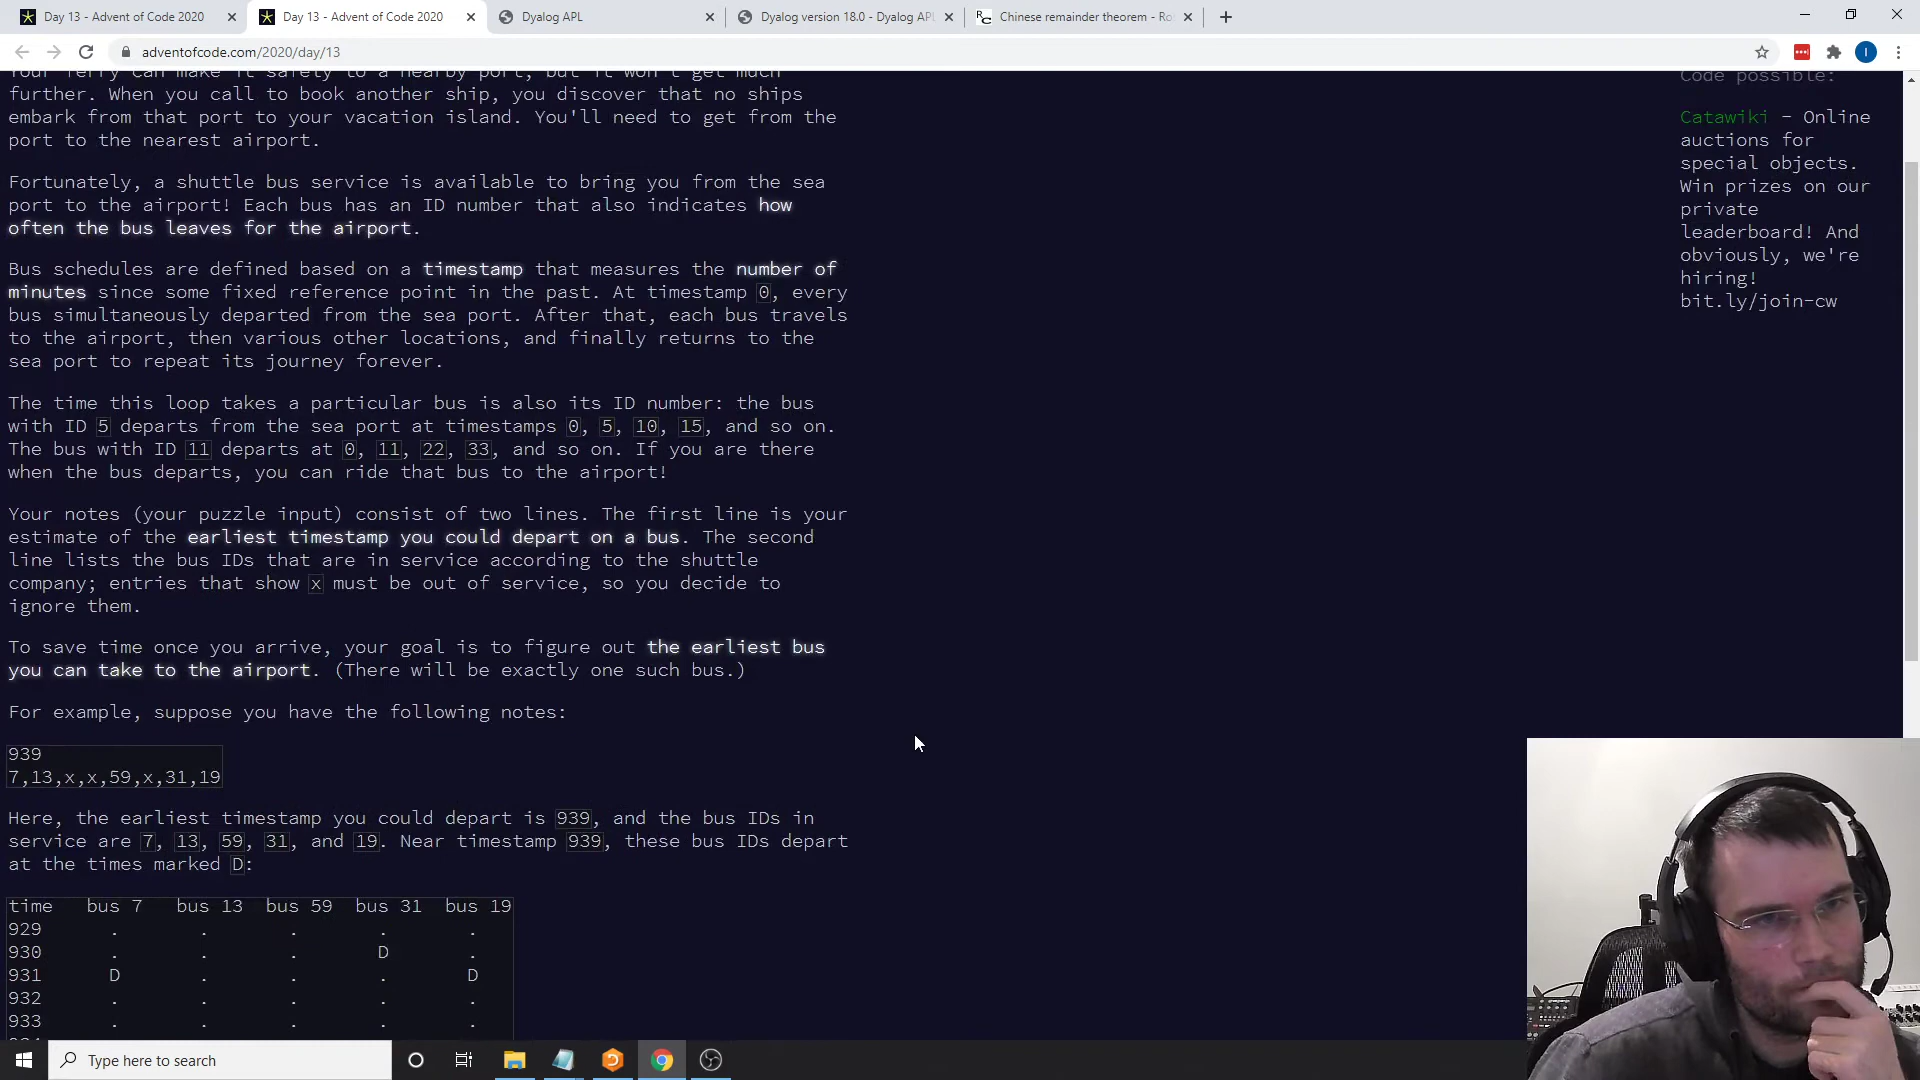 Day 13 - Advent of Code 2020
Day 13 - Advent of Code 2020
Dyalog APL
Dyalog version 18.0 - Dyalog APL
Chinese remainder theorem - Ro
adventofcode.com/2020/day/13
I
Your ferry can make it safely to a nearby port, but it won't get much
further. When you call to book another ship, you discover that no ships
embark from that port to your vacation island. You'll need to get from the
port to the nearest airport.
Fortunately, a shuttle bus service is available to bring you from the sea
port to the airport! Each bus has an ID number that also indicates how
often the bus leaves for the airport.
Bus schedules are defined based on a timestamp that measures the number of
minutes since some fixed reference point in the past. At timestamp 0, every
bus simultaneously departed from the sea port. After that, each bus travels
to the airport, then various other locations, and finally returns to the
sea port to repeat its journey forever.
The time this loop takes a particular bus is also its ID number: the bus
with ID 5 departs from the sea port at timestamps 0, 5, 10, 15, and so on.
The bus with ID 11 departs at 0, 11, 22, 33, and so on. If you are there
when the bus departs, you can ride that bus to the airport!
Your notes (your puzzle input) consist of two lines. The first line is your
estimate of the earliest timestamp you could depart on a bus. The second
line lists the bus IDs that are in service according to the shuttle
company; entries that show x must be out of service, so you decide to
ignore them.
To save time once you arrive, your goal is to figure out the earliest bus
you can take to the airport. (There will be exactly one such bus.)
For example, suppose you have the following notes:
939
7,13,x,x,59,x,31,19
Here, the earliest timestamp you could depart is 939, and the bus IDs in
service are 7, 13, 59, 31, and 19. Near timestamp 939, these bus IDs depart
at the times marked D:
time bus 7 bus 13 bus 59 bus 31 bus 19
929 . . . . .
930 . . . D .
931 D . . . D
932 . . . . .
933 . . . . .
Code possible:
Catawiki - Online
auctions for
special objects.
Win prizes on our
private
leaderboard! And
obviously, we're
hiring!
bit.ly/join-cw
Type here to search